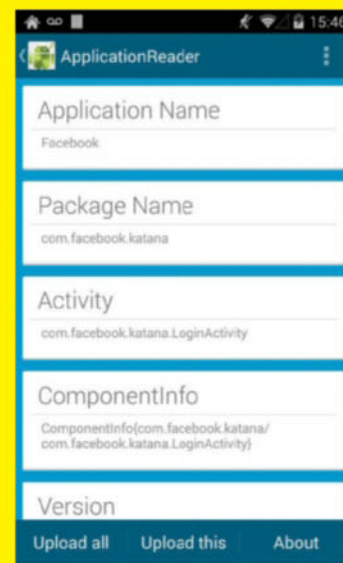 15:46
ApplicationReader
Application Name
Facebook
Package Name
com.facebook.katana
Activity
com.facebook.katana.LoginActivity
ComponentInfo
ComponentInfo{com.facebook.katana/
com.facebook.katana.LoginActivity}
Version
Upload all Upload this About